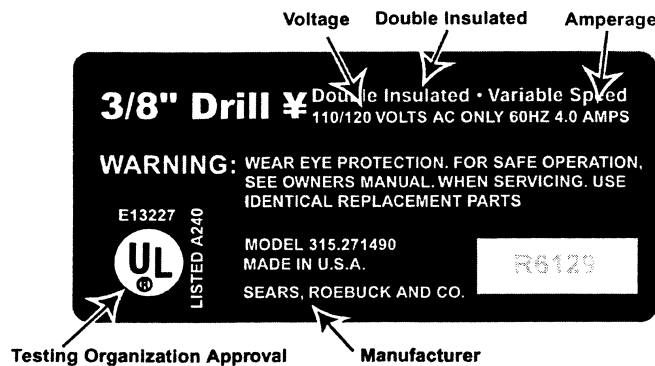 Voltage Double Insulated Amperage
3/8" Drill ¥ Double Insulated • Variable Speed
110/120 VOLTS AC ONLY 60HZ 4.0 AMPS
WARNING: WEAR EYE PROTECTION. FOR SAFE OPERATION,
SEE OWNERS MANUAL. WHEN SERVICING. USE
IDENTICAL REPLACEMENT PARTS
E13227
UL
®
LISTED A240
MODEL 315.271490
MADE IN U.S.A.
SEARS, ROEBUCK AND CO.
R6129
Testing Organization Approval Manufacturer